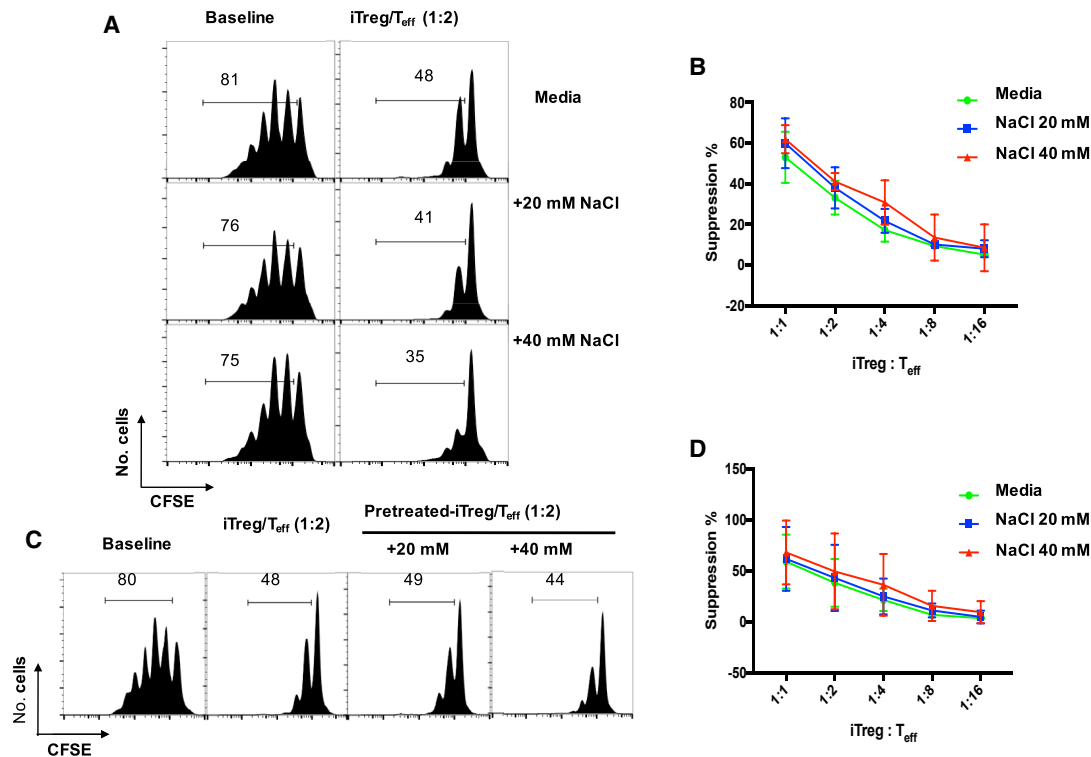 A
Baseline
iTreg/Teff (1:2)
81
48
Media
76
41
+20 mM NaCl
75
35
+40 mM NaCl
No. cells
CFSE
B
Media
NaCl 20 mM
NaCl 40 mM
80
60
40
20
0
-20
Suppression %
1:1
1:2
1:4
1:8
1:16
iTreg : Teff
C
Baseline
iTreg/Teff (1:2)
Pretreated-iTreg/Teff (1:2)
+20 mM
+40 mM
80
48
49
44
No. cells
CFSE
D
Media
NaCl 20 mM
NaCl 40 mM
150
100
50
0
-50
Suppression %
1:1
1:2
1:4
1:8
1:16
iTreg : Teff